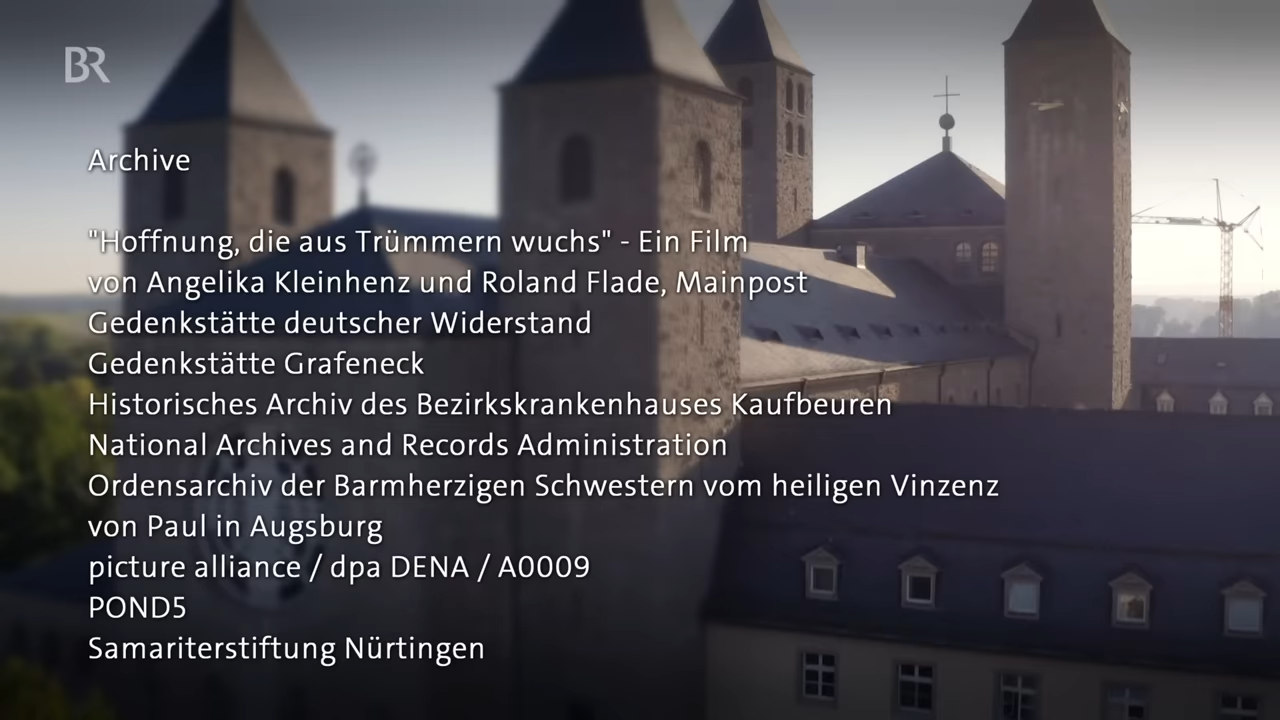 BR
Archive
"Hoffnung, die aus Trümmern wuchs" - Ein Film
von Angelika Kleinhenz und Roland Flade, Mainpost
Gedenkstätte deutscher Widerstand
Gedenkstätte Grafeneck
Historisches Archiv des Bezirkskrankenhauses Kaufbeuren
National Archives and Records Administration
Ordensarchiv der Barmherzigen Schwestern vom heiligen Vinzenz
von Paul in Augsburg
picture alliance / dpa DENA / A0009
POND5
Samariterstiftung Nürtingen